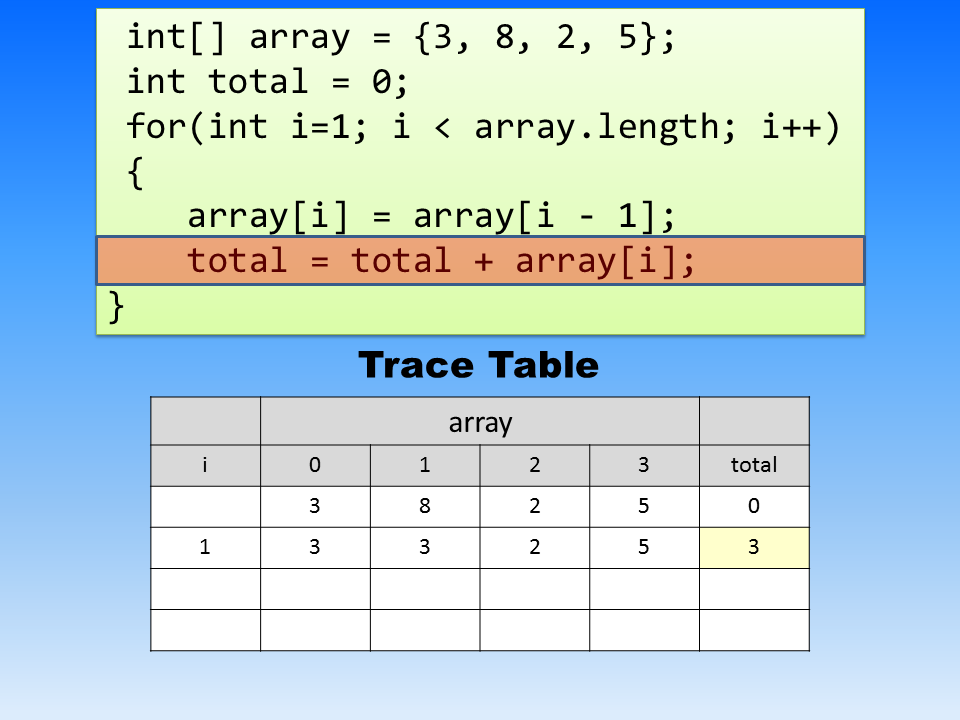 int[] array = {3, 8, 2, 5};
int total = 0;
for(int i=1; i < array.length; i++)
{
array[i] = array[i - 1];
total = total + array[i];
}
Trace Table
array
i 0 1 2 3 total
3 8 2 5 0
1 3 3 2 5 3